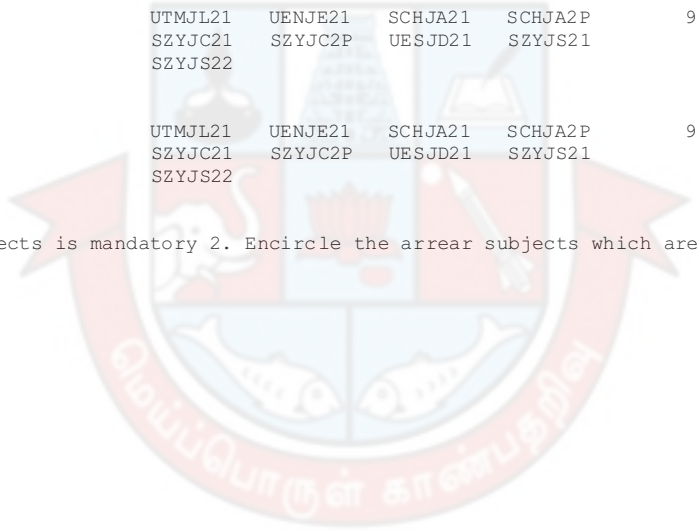 UTMJL21 UENJE21 SCHJA21 SCHJA2P 9
SZYJC21 SZYJC2P UESJD21 SZYJS21
SZYJS22
UTMJL21 UENJE21 SCHJA21 SCHJA2P 9
SZYJC21 SZYJC2P UESJD21 SZYJS21
SZYJS22
ects is mandatory 2. Encircle the arrear subjects which are
மெய்ப்பொருள் காண்பதறிவு